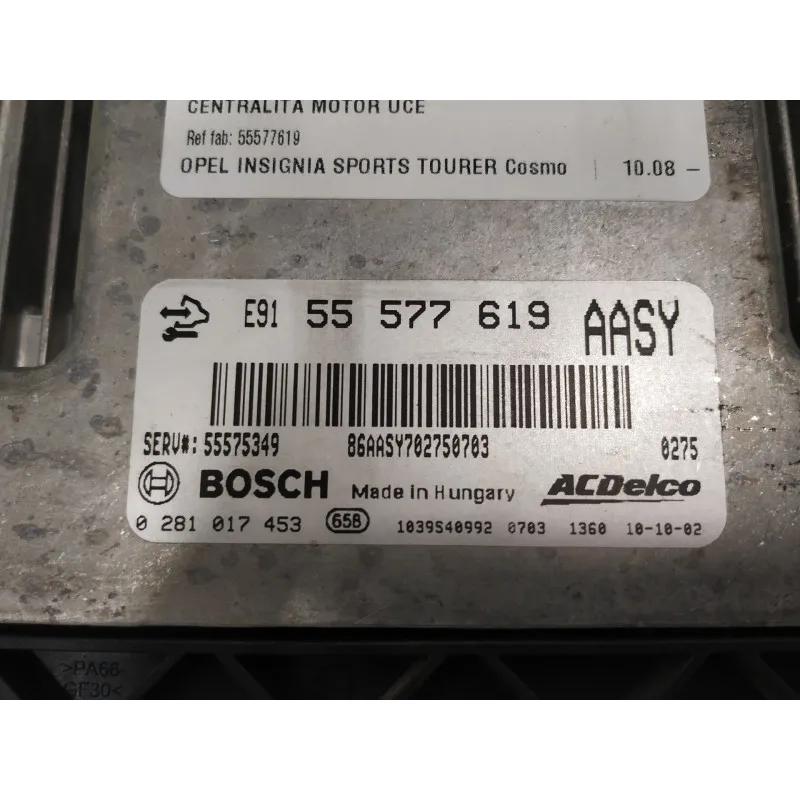 CENTRALITA MOTOR UCE
Ref fab: 55577619
OPEL INSIGNIA SPORTS TOURER Cosmo | 10.08 -
E91 55 577 619 AASY
SERV#: 55575349 86AASY702750703 0275
BOSCH Made in Hungary ACDelco
0 281 017 453 658 1039S40992 0703 1360 10-10-02
>PA66-
GF30<